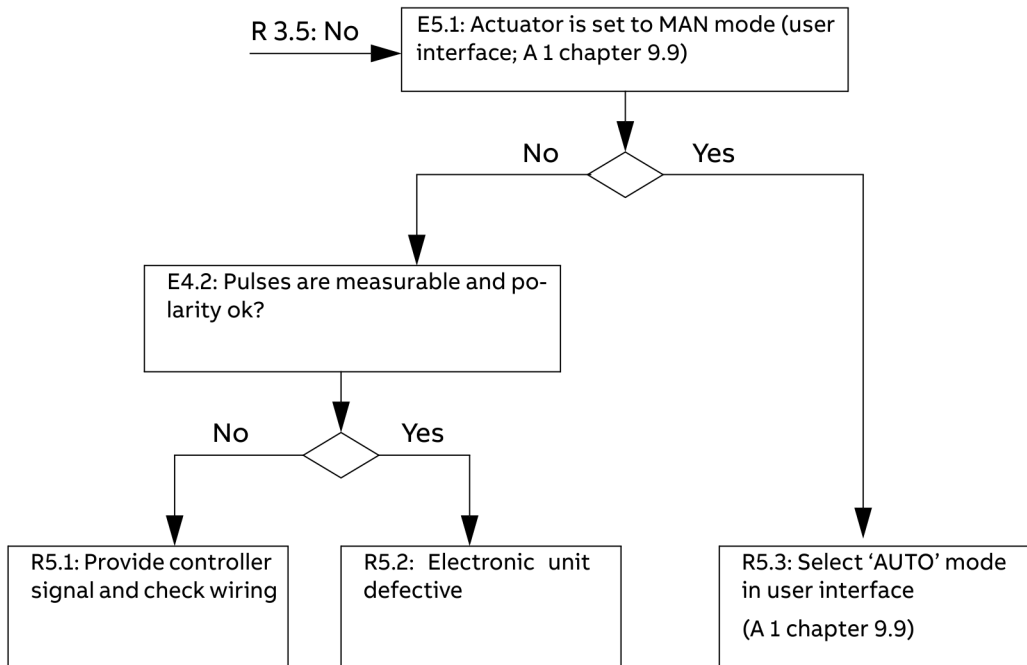 R 3.5: No
E5.1: Actuator is set to MAN mode (user
interface; A 1 chapter 9.9)
No
Yes
E4.2: Pulses are measurable and po-
larity ok?
No
Yes
R5.1: Provide controller
signal and check wiring
R5.2: Electronic unit
defective
R5.3: Select ‘AUTO’ mode
in user interface
(A 1 chapter 9.9)